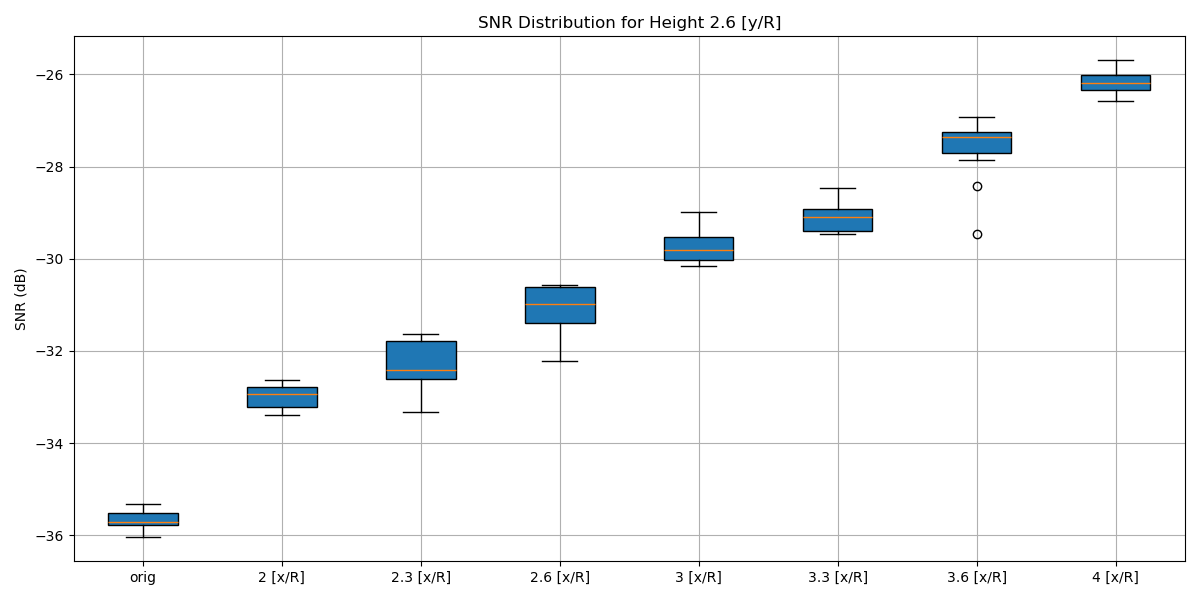 SNR Distribution for Height 2.6 [y/R]
SNR (dB)
−26
−28
−30
−32
−34
−36
orig 2 [x/R] 2.3 [x/R] 2.6 [x/R] 3 [x/R] 3.3 [x/R] 3.6 [x/R] 4 [x/R]